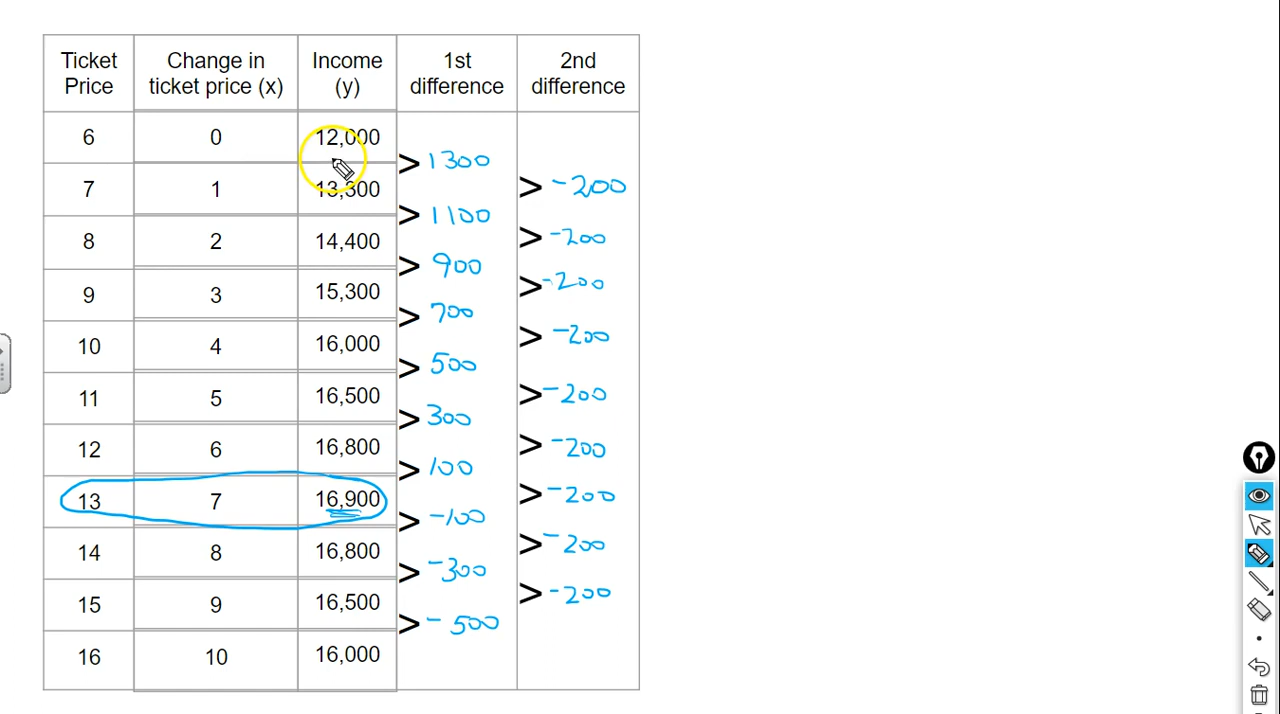 Ticket Price
Change in ticket price (x)
Income (y)
1st difference
2nd difference
6 0 12,000
> 1300
7 1 13,300
> -200
> 1100
8 2 14,400
> -200
> 900
9 3 15,300
> -200
> 700
10 4 16,000
> -200
> 500
11 5 16,500
> -200
> 300
12 6 16,800
> -200
> 100
13 7 16,900
> -200
> -100
14 8 16,800
> -200
> -300
15 9 16,500
> -200
> -500
16 10 16,000